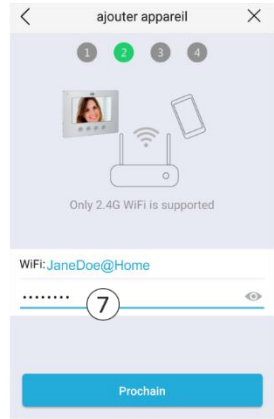 ajouter appareil
1 2 3 4
Only 2.4G WiFi is supported
WiFi: JaneDoe@Home
········
7
Prochain